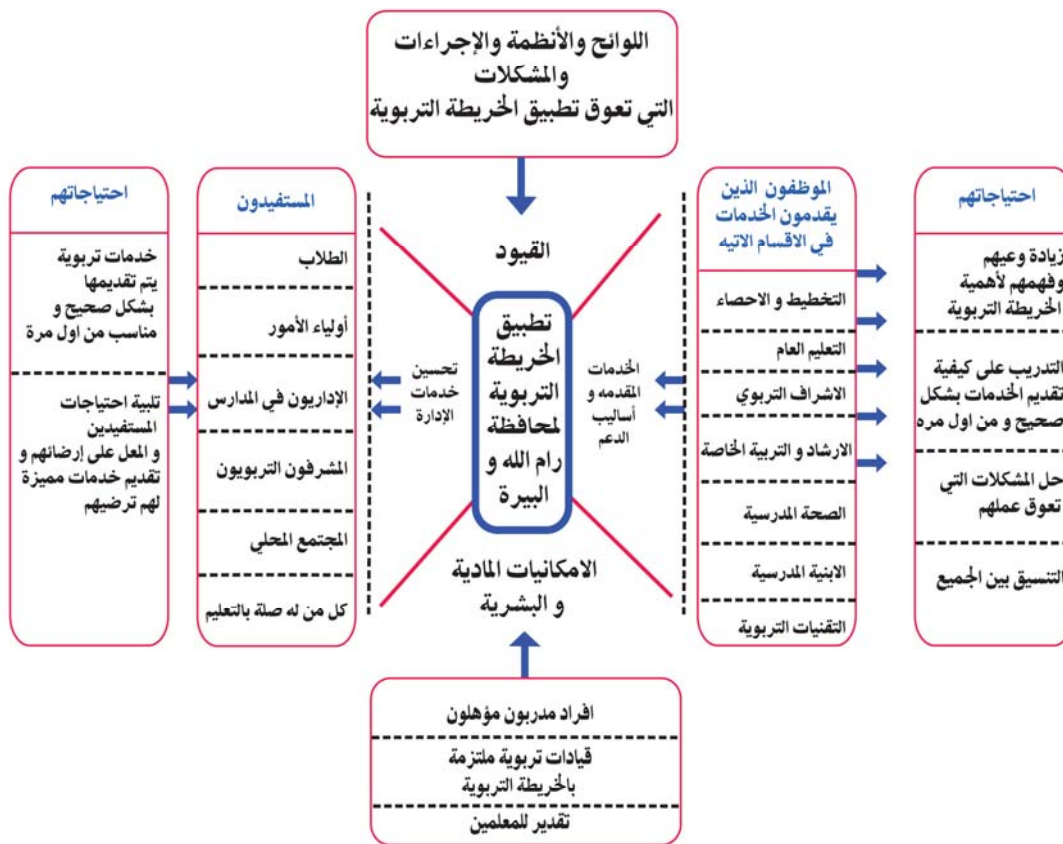 اللوائح والأنظمة والإجراءات
والمشكلات
التي تعوق تطبيق الخريطة التربوية
احتياجاتهم
زيادة وعيهم
وفهمهم لأهمية
الخريطة التربوية
التدريب على كيفية
تقديم الخدمات بشكل
صحيح و من اول مره
حل المشكلات التي
تعوق عملهم
التنسيق بين الجميع
الموظفون الذين
يقدمون الخدمات
في الاقسام الاتيه
التخطيط و الاحصاء
التعليم العام
الاشراف التربوي
الارشاد و التربية الخاصة
الصحة المدرسية
الابنية المدرسية
التقنيات التربوية
الخدمات
المقدمه و
أساليب
الدعم
القيود
تطبيق
الخريطة
التربوية
لمحافظة
رام الله و
البيرة
الامكانيات المادية
و البشرية
تحسين
خدمات
الإدارة
المستفيدون
الطلاب
أولياء الأمور
الإداريون في المدارس
المشرفون التربويون
المجتمع المحلي
كل من له صلة بالتعليم
احتياجاتهم
خدمات تربوية
يتم تقديمها
بشكل صحيح و
مناسب من اول مرة
تلبية احتياجات
المستفيدين
و المعل على إرضائهم و
تقديم خدمات مميزة
لهم ترضيهم
افراد مدربون مؤهلون
قيادات تربوية ملتزمة
بالخريطة التربوية
تقدير للمعلمين